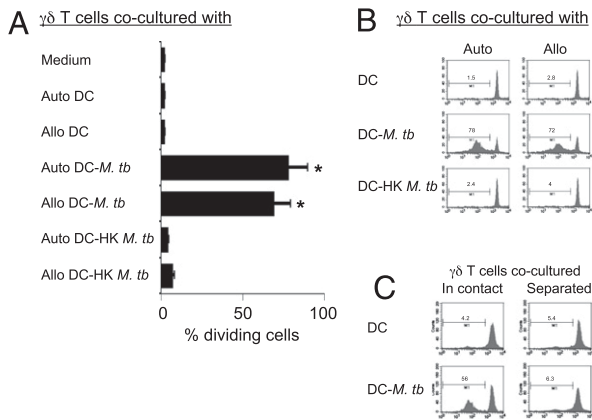 A γδ T cells co-cultured with
Medium
Auto DC
Allo DC
Auto DC-M. tb
Allo DC-M. tb
Auto DC-HK M. tb
Allo DC-HK M. tb
*
*
0 50 100
% dividing cells
B γδ T cells co-cultured with
Auto Allo
DC
1.5 2.8
DC-M. tb
78 72
DC-HK M. tb
2.4 4
C γδ T cells co-cultured
In contact Separated
DC
4.2 5.4
DC-M. tb
56 6.3